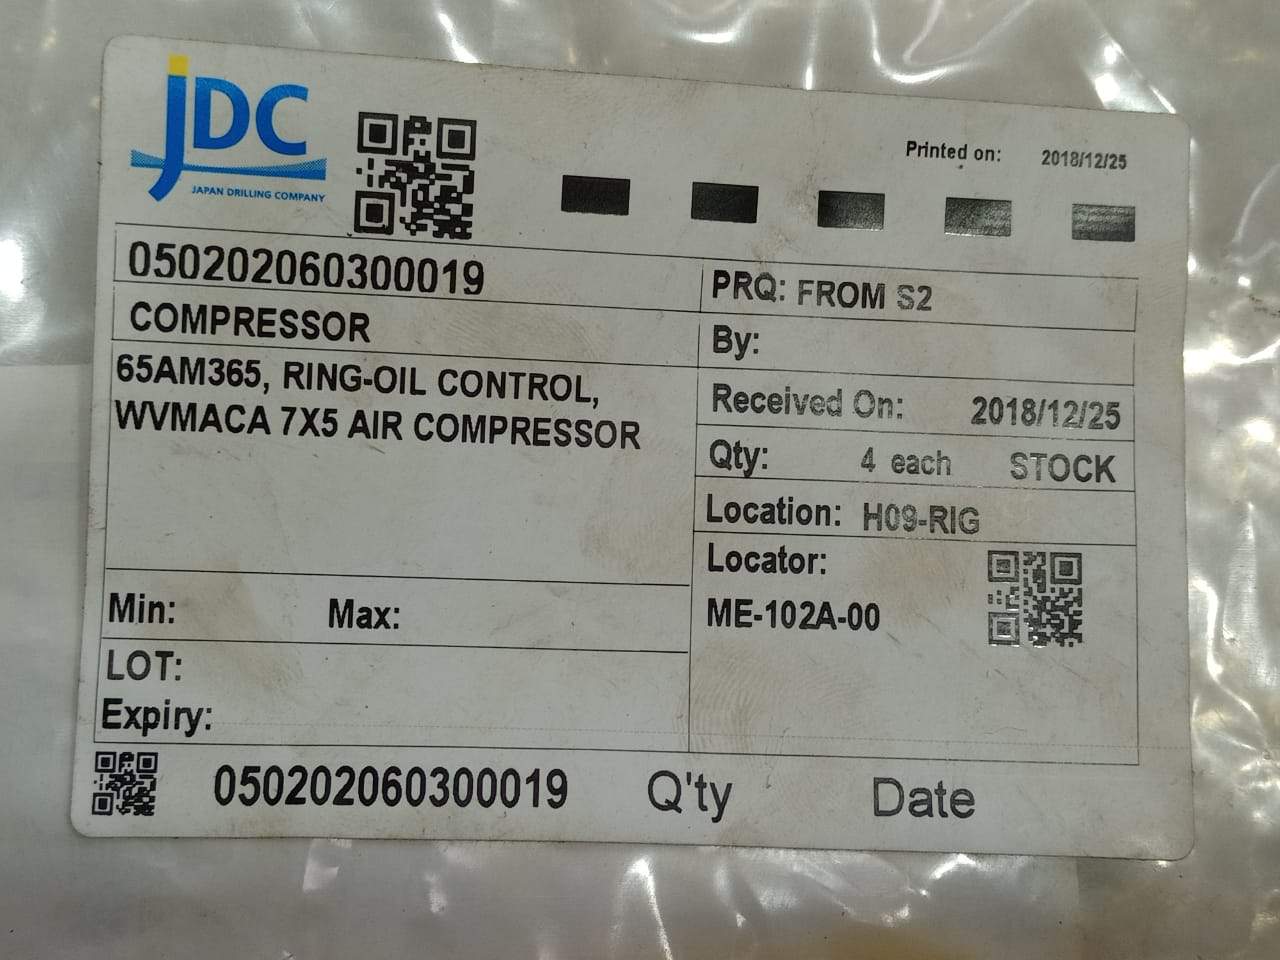 JDC
JAPAN DRILLING COMPANY
Printed on: 2018/12/25
050202060300019
PRQ: FROM S2
COMPRESSOR
By:
65AM365, RING-OIL CONTROL,
WVMACA 7X5 AIR COMPRESSOR
Received On: 2018/12/25
Qty: 4 each STOCK
Location: H09-RIG
Locator:
ME-102A-00
Min: Max:
LOT:
Expiry:
050202060300019 Q'ty Date